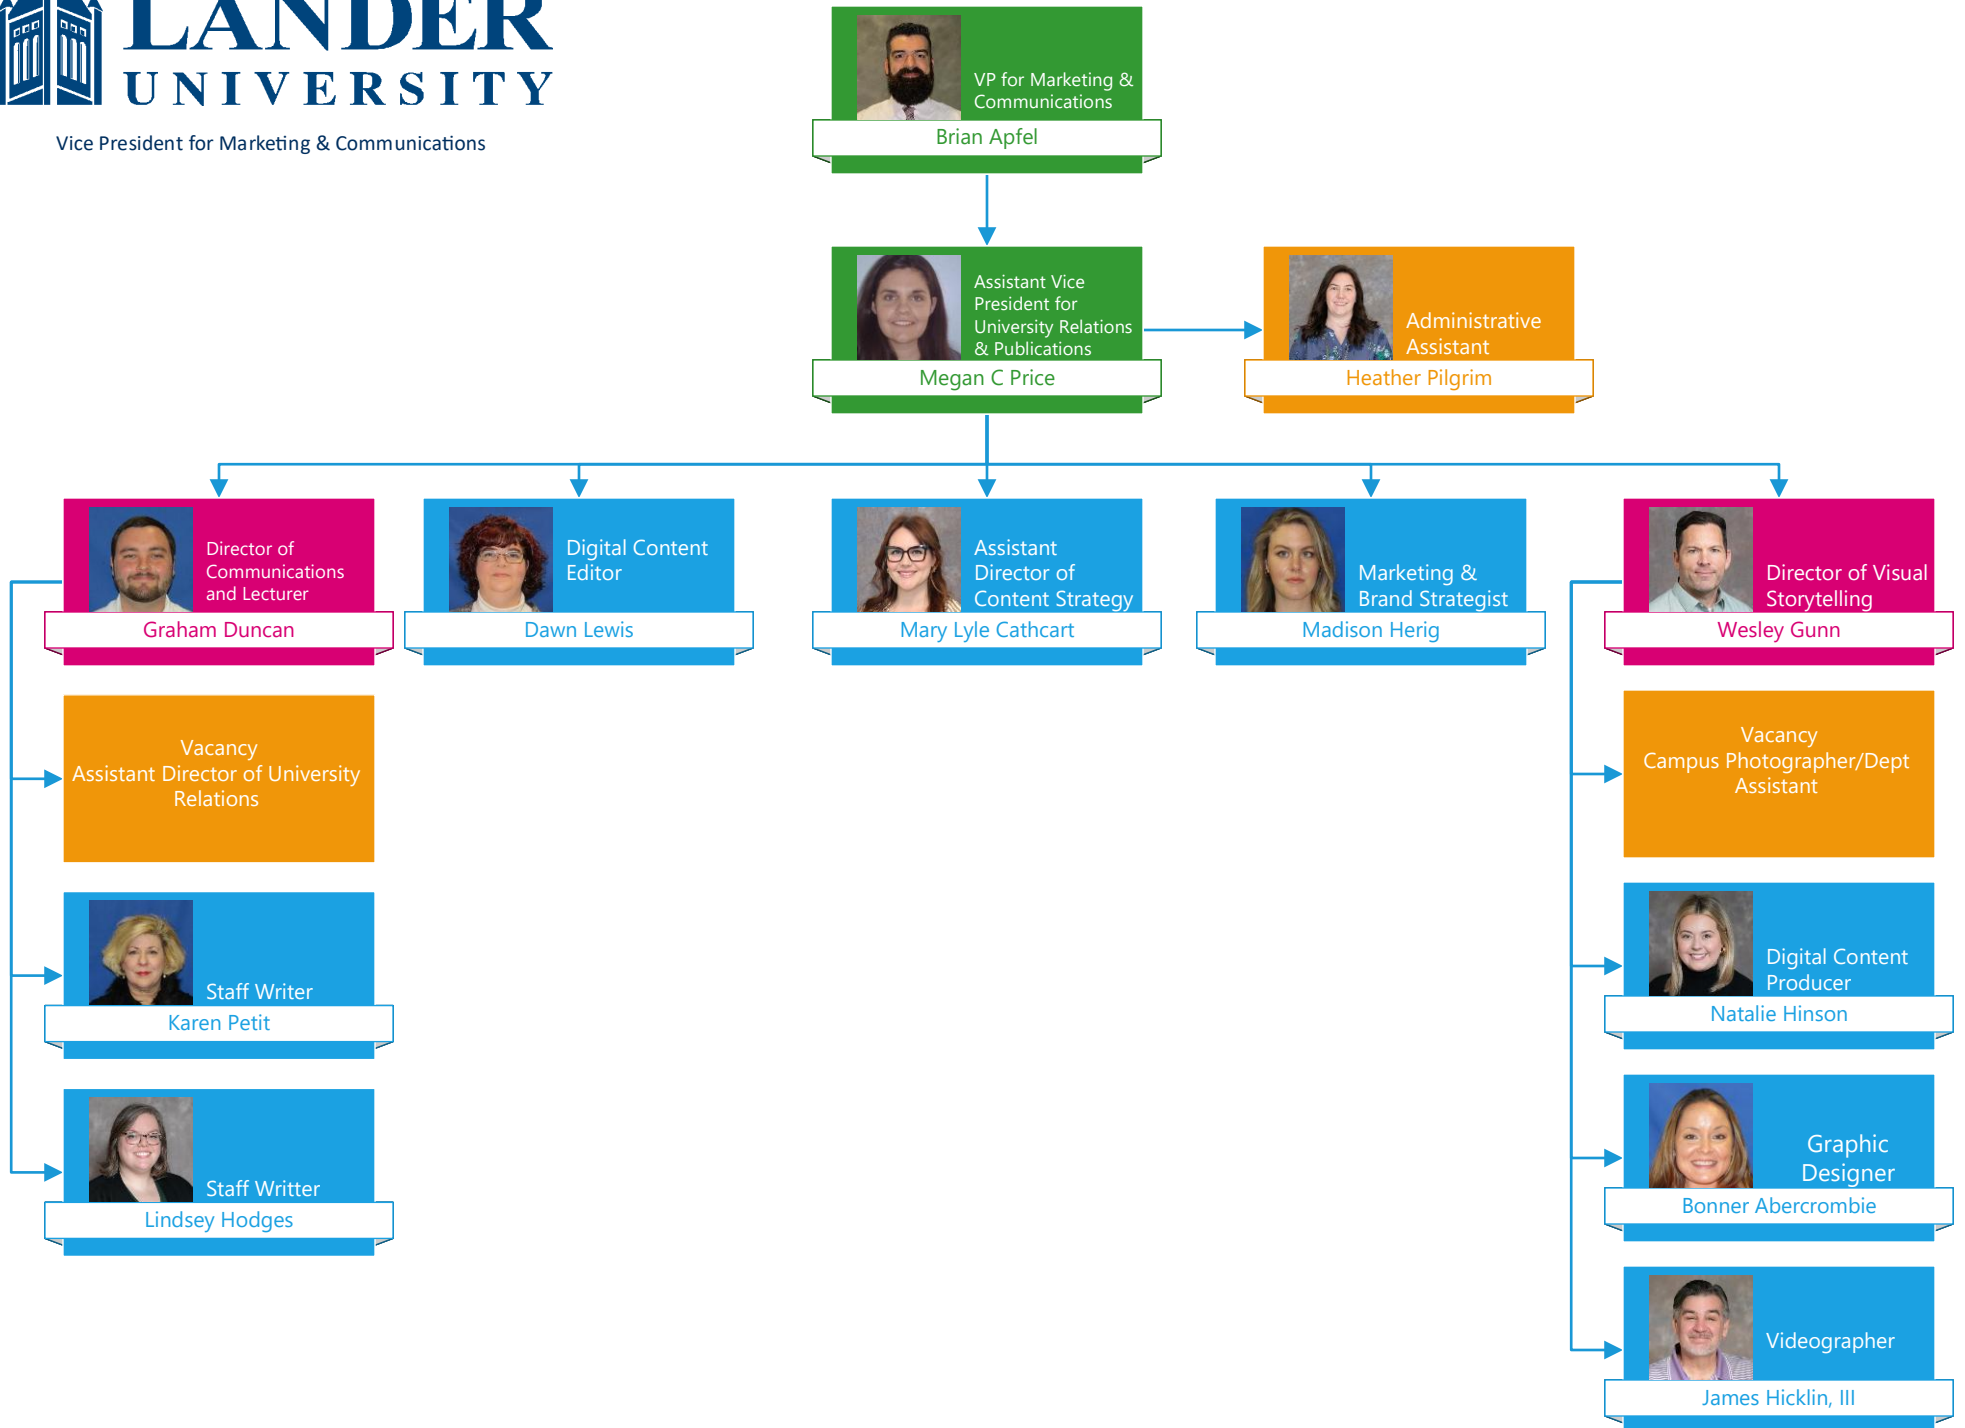 LANDER
UNIVERSITY
Vice President for Marketing & Communications
VP for Marketing &
Communications
Brian Apfel
Assistant Vice
President for
University Relations
& Publications
Megan C Price
Administrative
Assistant
Heather Pilgrim
Director of
Communications
and Lecturer
Graham Duncan
Digital Content
Editor
Dawn Lewis
Assistant
Director of
Content Strategy
Mary Lyle Cathcart
Marketing &
Brand Strategist
Madison Herig
Director of Visual
Storytelling
Wesley Gunn
Vacancy
Assistant Director of University
Relations
Vacancy
Campus Photographer/Dept
Assistant
Staff Writer
Karen Petit
Digital Content
Producer
Natalie Hinson
Staff Writter
Lindsey Hodges
Graphic
Designer
Bonner Abercrombie
Videographer
James Hicklin, III